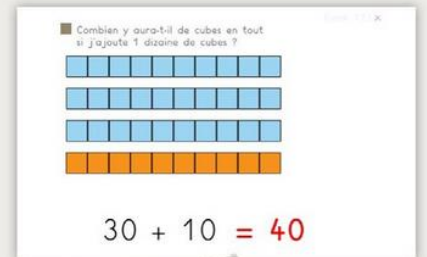 Combien y aura-t-il de cubes en tout
si j'ajoute 1 dizaine de cubes ?
30 + 10 = 40